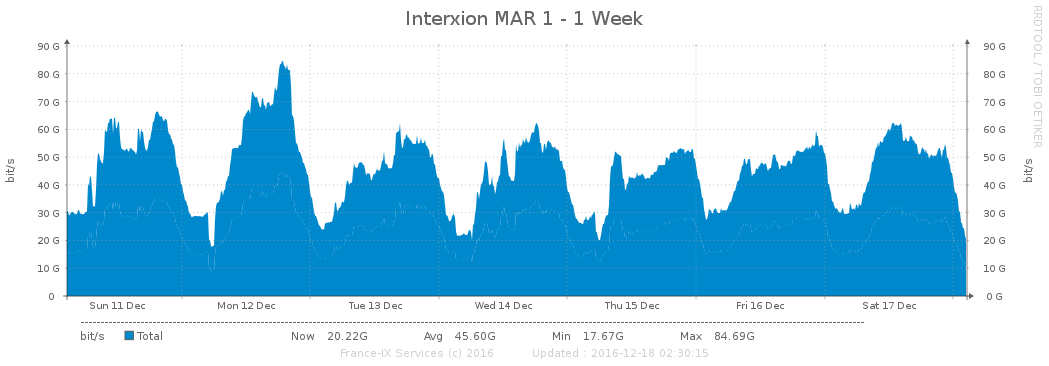 Interxion MAR 1 - 1 Week
RRDTOOL / TOBI OETIKER
bit/s
90 G 90 G
80 G 80 G
70 G 70 G
60 G 60 G
50 G 50 G
40 G 40 G
30 G 30 G
20 G 20 G
10 G 10 G
0 0 G
bit/s
Sun 11 Dec Mon 12 Dec Tue 13 Dec Wed 14 Dec Thu 15 Dec Fri 16 Dec Sat 17 Dec
bit/s Total Now 20.22G Avg 45.60G Min 17.67G Max 84.69G
France-IX Services (c) 2016 Updated : 2016-12-18 02:30:15